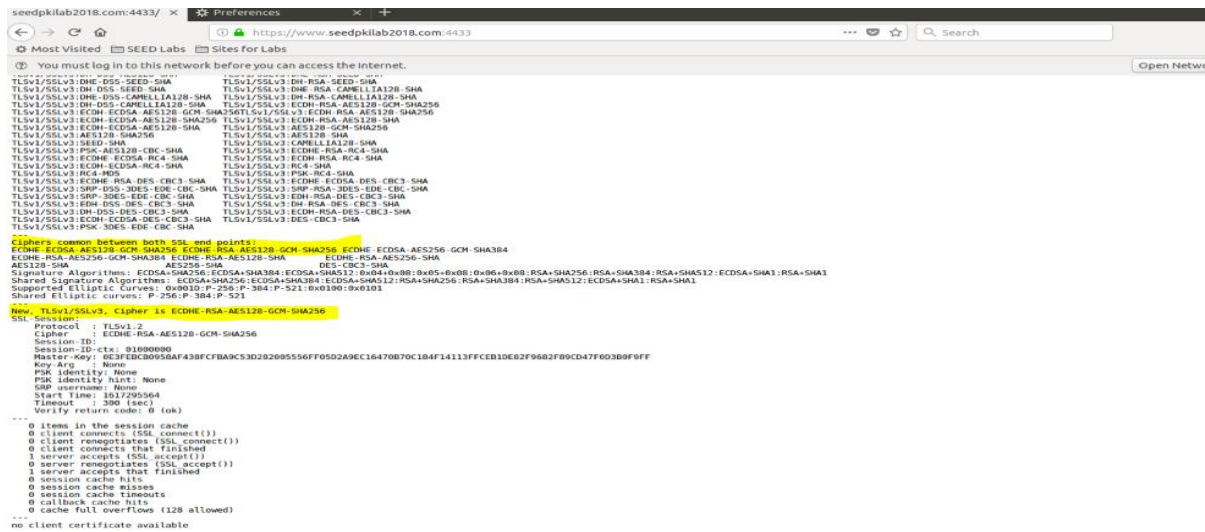 seedpkilab2018.com:4433/ × Preferences × +
https://www.seedpkilab2018.com:4433 ... Search
Most Visited SEED Labs Sites for Labs
You must log in to this network before you can access the Internet. Open Netwo
TLSv1/SSLv3:DHE-DSS-SEED-SHA TLSv1/SSLv3:DH-RSA-SEED-SHA
TLSv1/SSLv3:DH-DSS-SEED-SHA TLSv1/SSLv3:DHE-RSA-CAMELLIA128-SHA
TLSv1/SSLv3:DHE-DSS-CAMELLIA128-SHA TLSv1/SSLv3:DH-RSA-CAMELLIA128-SHA
TLSv1/SSLv3:DH-DSS-CAMELLIA128-SHA TLSv1/SSLv3:ECDH-RSA-AES128-GCM-SHA256
TLSv1/SSLv3:ECDH-ECDSA-AES128-GCM-SHA256TLSv1/SSLv3:ECDH-RSA-AES128-SHA256
TLSv1/SSLv3:ECDH-ECDSA-AES128-SHA256 TLSv1/SSLv3:ECDH-RSA-AES128-SHA
TLSv1/SSLv3:ECDH-ECDSA-AES128-SHA TLSv1/SSLv3:AES128-GCM-SHA256
TLSv1/SSLv3:AES128-SHA256 TLSv1/SSLv3:AES128-SHA
TLSv1/SSLv3:SEED-SHA TLSv1/SSLv3:CAMELLIA128-SHA
TLSv1/SSLv3:PSK-AES128-CBC-SHA TLSv1/SSLv3:ECDHE-RSA-RC4-SHA
TLSv1/SSLv3:ECDHE-ECDSA-RC4-SHA TLSv1/SSLv3:ECDH-RSA-RC4-SHA
TLSv1/SSLv3:ECDH-ECDSA-RC4-SHA TLSv1/SSLv3:RC4-SHA
TLSv1/SSLv3:RC4-MD5 TLSv1/SSLv3:PSK-RC4-SHA
TLSv1/SSLv3:ECDHE-RSA-DES-CBC3-SHA TLSv1/SSLv3:ECDHE-ECDSA-DES-CBC3-SHA
TLSv1/SSLv3:SRP-DSS-3DES-EDE-CBC-SHA TLSv1/SSLv3:SRP-RSA-3DES-EDE-CBC-SHA
TLSv1/SSLv3:SRP-3DES-EDE-CBC-SHA TLSv1/SSLv3:EDH-RSA-DES-CBC3-SHA
TLSv1/SSLv3:EDH-DSS-DES-CBC3-SHA TLSv1/SSLv3:DH-RSA-DES-CBC3-SHA
TLSv1/SSLv3:DH-DSS-DES-CBC3-SHA TLSv1/SSLv3:ECDH-RSA-DES-CBC3-SHA
TLSv1/SSLv3:ECDH-ECDSA-DES-CBC3-SHA TLSv1/SSLv3:DES-CBC3-SHA
TLSv1/SSLv3:PSK-3DES-EDE-CBC-SHA
---
Ciphers common between both SSL end points:
ECDHE-ECDSA-AES128-GCM-SHA256 ECDHE-RSA-AES128-GCM-SHA256 ECDHE-ECDSA-AES256-GCM-SHA384
ECDHE-RSA-AES256-GCM-SHA384 ECDHE-RSA-AES128-SHA ECDHE-RSA-AES256-SHA
AES128-SHA AES256-SHA DES-CBC3-SHA
Signature Algorithms: ECDSA+SHA256:ECDSA+SHA384:ECDSA+SHA512:0x04+0x08:0x05+0x08:0x06+0x08:RSA+SHA256:RSA+SHA384:RSA+SHA512:ECDSA+SHA1:RSA+SHA1
Shared Signature Algorithms: ECDSA+SHA256:ECDSA+SHA384:ECDSA+SHA512:RSA+SHA256:RSA+SHA384:RSA+SHA512:ECDSA+SHA1:RSA+SHA1
Supported Elliptic Curves: 0x001D:P-256:P-384:P-521:0x0100:0x0101
Shared Elliptic curves: P-256:P-384:P-521
---
New, TLSv1/SSLv3, Cipher is ECDHE-RSA-AES128-GCM-SHA256
SSL-Session:
Protocol : TLSv1.2
Cipher : ECDHE-RSA-AES128-GCM-SHA256
Session-ID:
Session-ID-ctx: 01000000
Master-Key:
Key-Arg : None
PSK identity: None
PSK identity hint: None
SRP username: None
Start Time: 1617295564
Timeout : 300 (sec)
Verify return code: 0 (ok)
---
0 items in the session cache
0 client connects (SSL_connect())
0 client renegotiates (SSL_connect())
0 client connects that finished
1 server accepts (SSL_accept())
0 server renegotiates (SSL_accept())
1 server accepts that finished
0 session cache hits
0 session cache misses
0 session cache timeouts
0 callback cache hits
0 cache full overflows (128 allowed)
---
no client certificate available